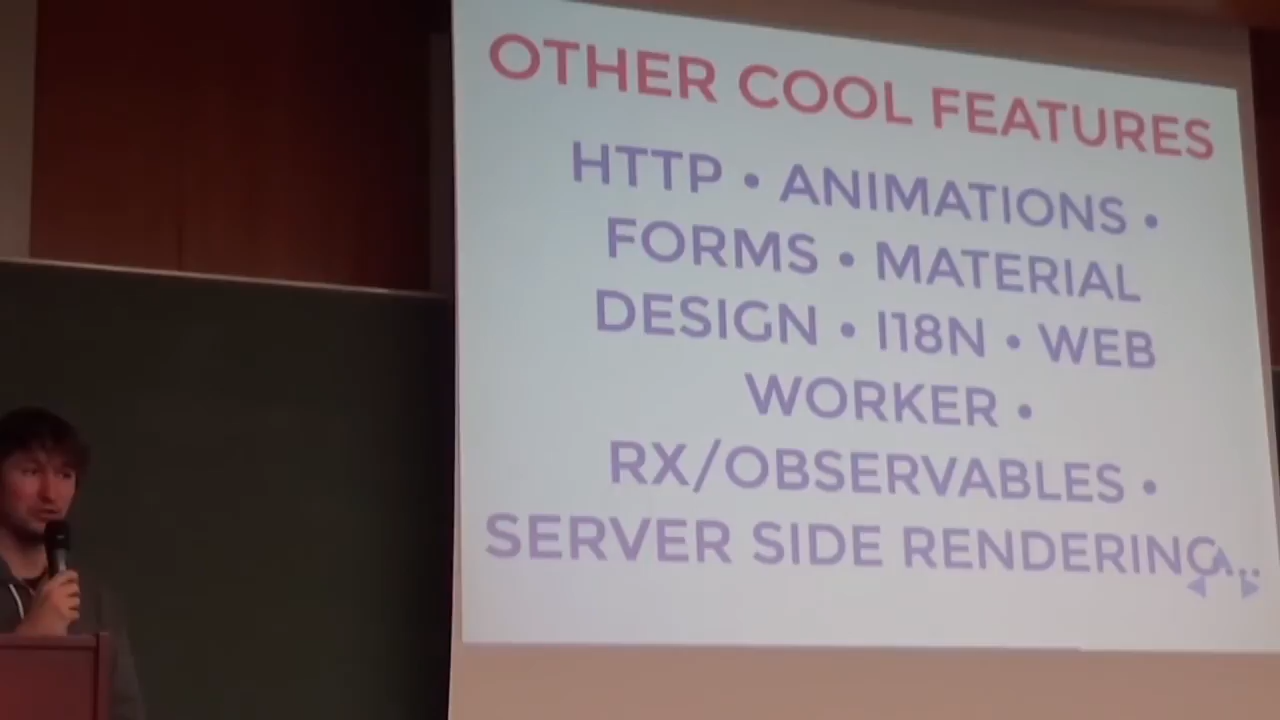 OTHER COOL FEATURES
HTTP • ANIMATIONS •
FORMS • MATERIAL
DESIGN • I18N • WEB
WORKER •
RX/OBSERVABLES •
SERVER SIDE RENDERING...